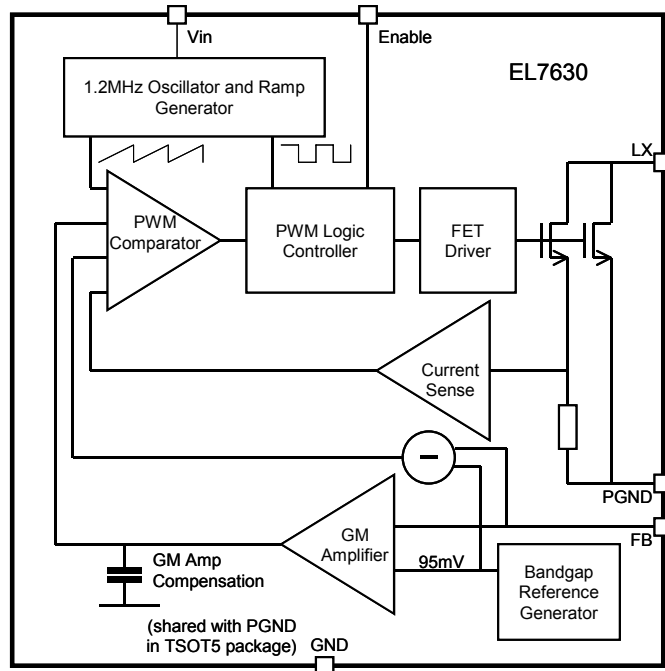 Vin
Enable
EL7630
1.2MHz Oscillator and Ramp
Generator
LX
PWM
Comparator
PWM Logic
Controller
FET
Driver
Current
Sense
−
PGND
FB
GM
Amplifier
95mV
GM Amp
Compensation
Bandgap
Reference
Generator
(shared with PGND
in TSOT5 package)
GND